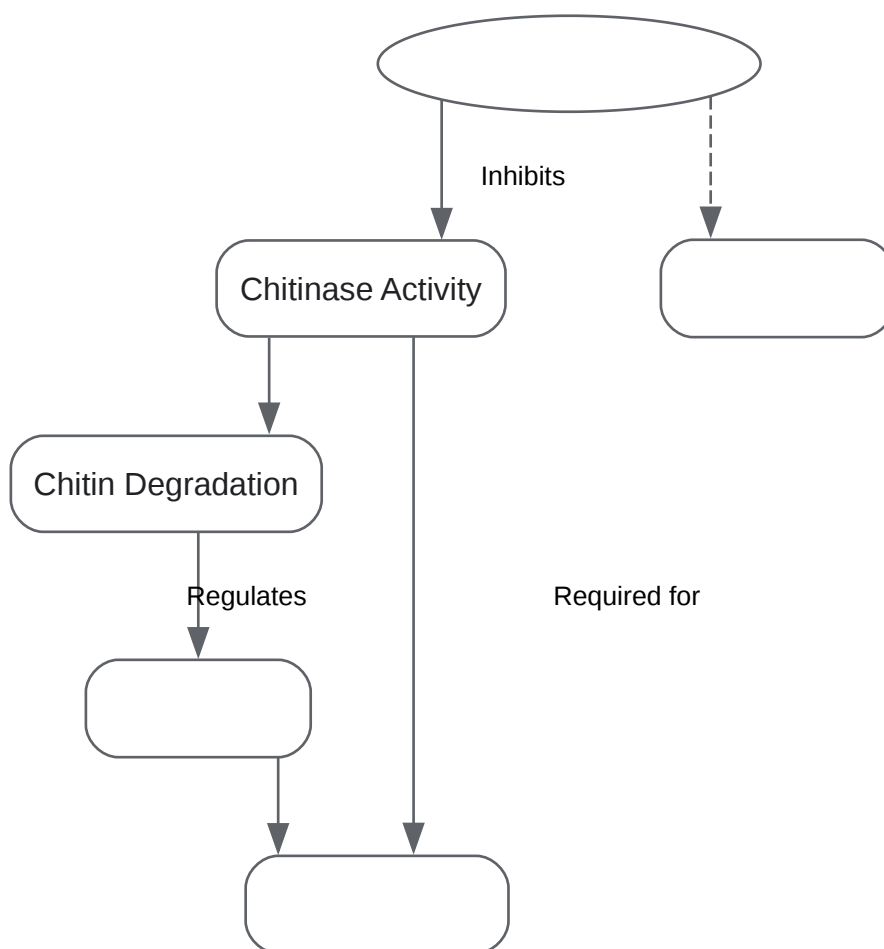 Inhibits
Chitinase Activity
Chitin Degradation
Regulates
Required for